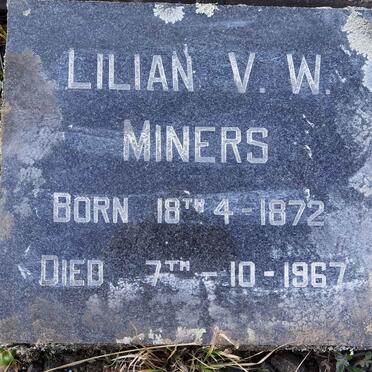 LILIAN V. W.
MINERS
BORN 18TH 4-1872
DIED 7TH - 10-1967